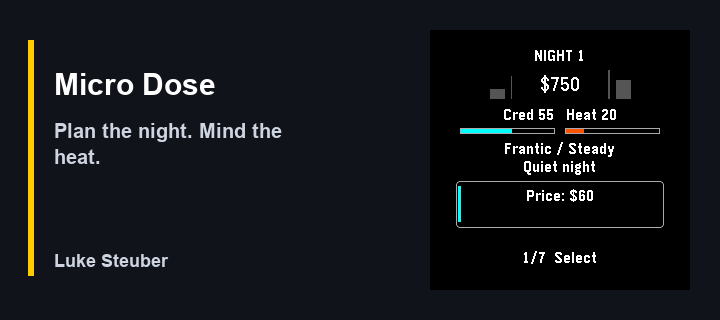 Micro Dose
Plan the night. Mind the
heat.
Luke Steuber
NIGHT 1
$750
Cred 55 Heat 20
Frantic / Steady
Quiet night
Price: $60
1/7 Select